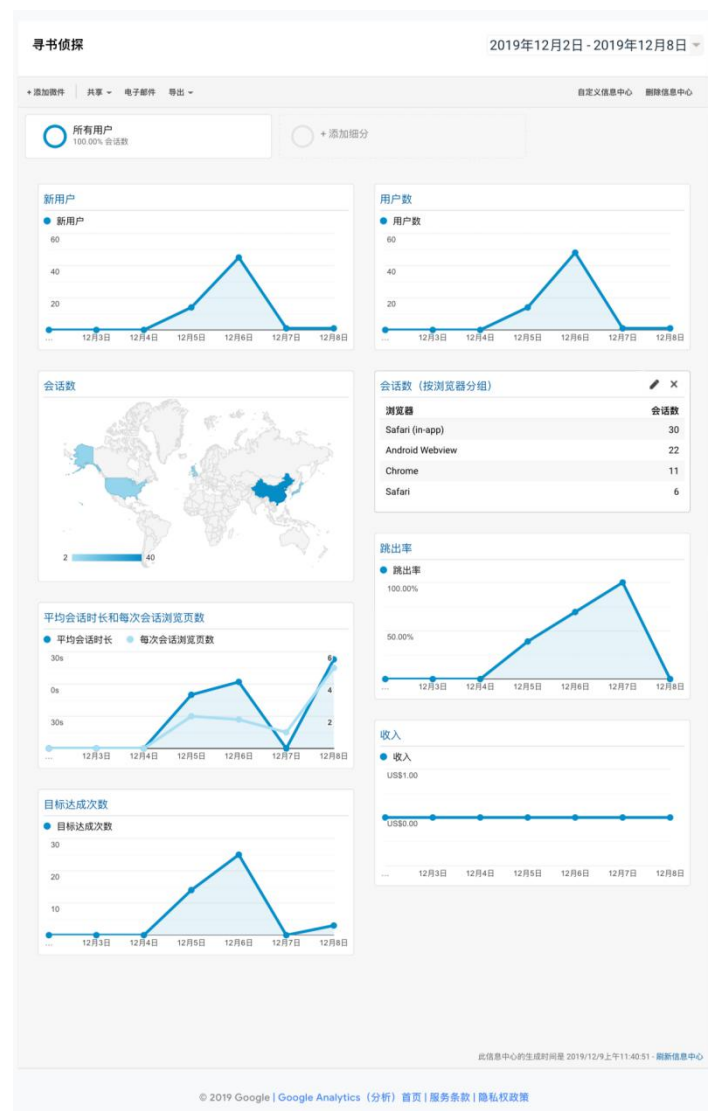 寻书侦探
2019年12月2日 - 2019年12月8日
+ 添加微件 共享 电子邮件 导出
自定义信息中心 删除信息中心
所有用户
100.00% 会话数
+ 添加细分
新用户
新用户
60
40
20
... 12月3日 12月4日 12月5日 12月6日 12月7日 12月8日
用户数
用户数
60
40
20
... 12月3日 12月4日 12月5日 12月6日 12月7日 12月8日
会话数
2 40
会话数（按浏览器分组）
浏览器 会话数
Safari (in-app) 30
Android Webview 22
Chrome 11
Safari 6
平均会话时长和每次会话浏览页数
平均会话时长 每次会话浏览页数
30s 6
0s 4
30s 2
... 12月3日 12月4日 12月5日 12月6日 12月7日 12月8日
跳出率
跳出率
100.00%
50.00%
... 12月3日 12月4日 12月5日 12月6日 12月7日 12月8日
目标达成次数
目标达成次数
30
20
10
... 12月3日 12月4日 12月5日 12月6日 12月7日 12月8日
收入
收入
US$1.00
US$0.00
... 12月3日 12月4日 12月5日 12月6日 12月7日 12月8日
此信息中心的生成时间是 2019/12/9上午11:40:51 - 刷新信息中心
© 2019 Google | Google Analytics（分析）首页 | 服务条款 | 隐私权政策